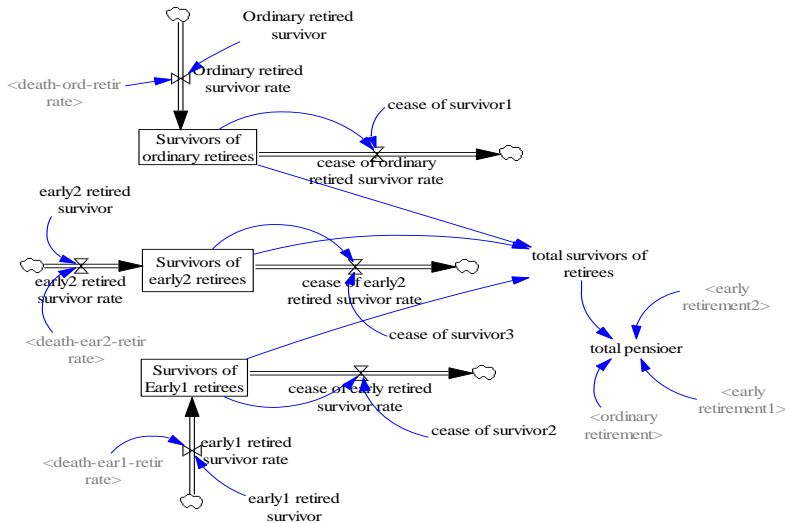 Ordinary retired
survivor
<death-ord-retir
rate>
Ordinary retired
survivor rate
cease of survivor1
Survivors of
ordinary retirees
cease of ordinary
retired survivor rate
early2 retired
survivor
early2 retired
survivor rate
Survivors of
early2 retirees
cease of early2
retired survivor rate
total survivors of
retirees
<early
retirement2>
<death-ear2-retir
rate>
cease of survivor3
total pensioer
Survivors of
Early1 retirees
cease of early retired
survivor rate
<early
retirement1>
<ordinary
retirement>
cease of survivor2
<death-ear1-retir
rate>
early1 retired
survivor rate
early1 retired
survivor